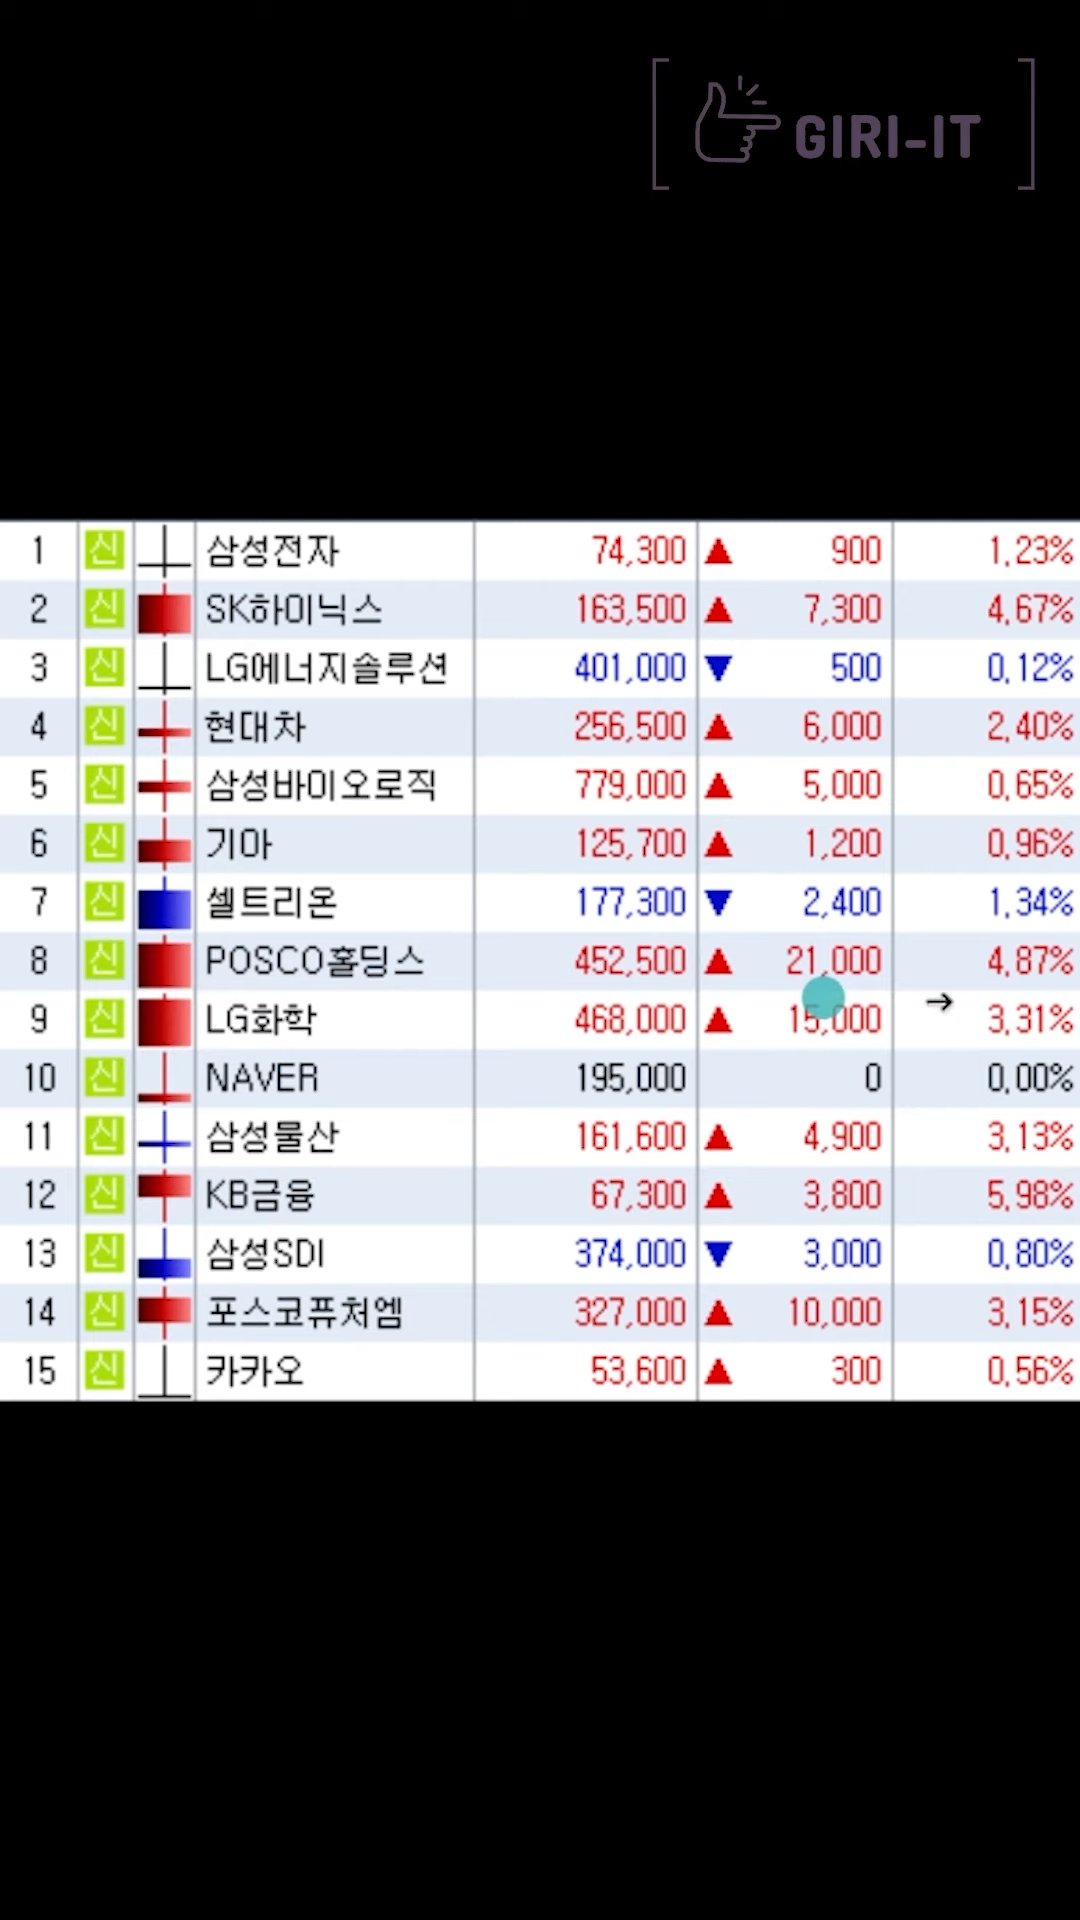 GIRI-IT
1 신 삼성전자 74,300 ▲ 900 1.23%
2 신 SK하이닉스 163,500 ▲ 7,300 4.67%
3 신 LG에너지솔루션 401,000 ▼ 500 0.12%
4 신 현대차 256,500 ▲ 6,000 2.40%
5 신 삼성바이오로직 779,000 ▲ 5,000 0.65%
6 신 기아 125,700 ▲ 1,200 0.96%
7 신 셀트리온 177,300 ▼ 2,400 1.34%
8 신 POSCO홀딩스 452,500 ▲ 21,000 4.87%
9 신 LG화학 468,000 ▲ 15,000 → 3.31%
10 신 NAVER 195,000 0 0.00%
11 신 삼성물산 161,600 ▲ 4,900 3.13%
12 신 KB금융 67,300 ▲ 3,800 5.98%
13 신 삼성SDI 374,000 ▼ 3,000 0.80%
14 신 포스코퓨처엠 327,000 ▲ 10,000 3.15%
15 신 카카오 53,600 ▲ 300 0.56%